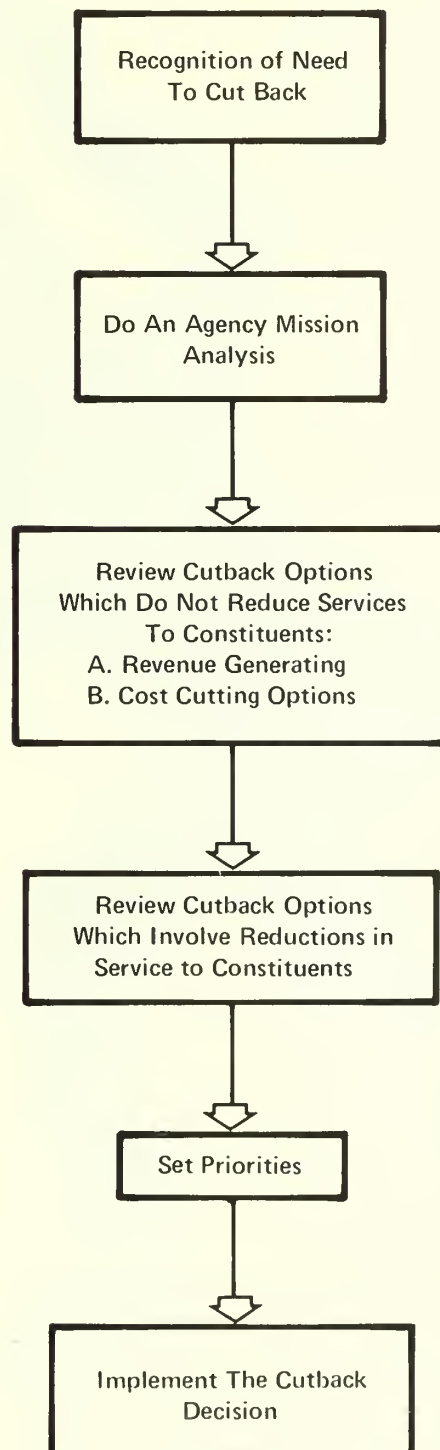 Recognition of Need
To Cut Back
Do An Agency Mission
Analysis
Review Cutback Options
Which Do Not Reduce Services
To Constituents:
A. Revenue Generating
B. Cost Cutting Options
Review Cutback Options
Which Involve Reductions in
Service to Constituents
Set Priorities
Implement The Cutback
Decision